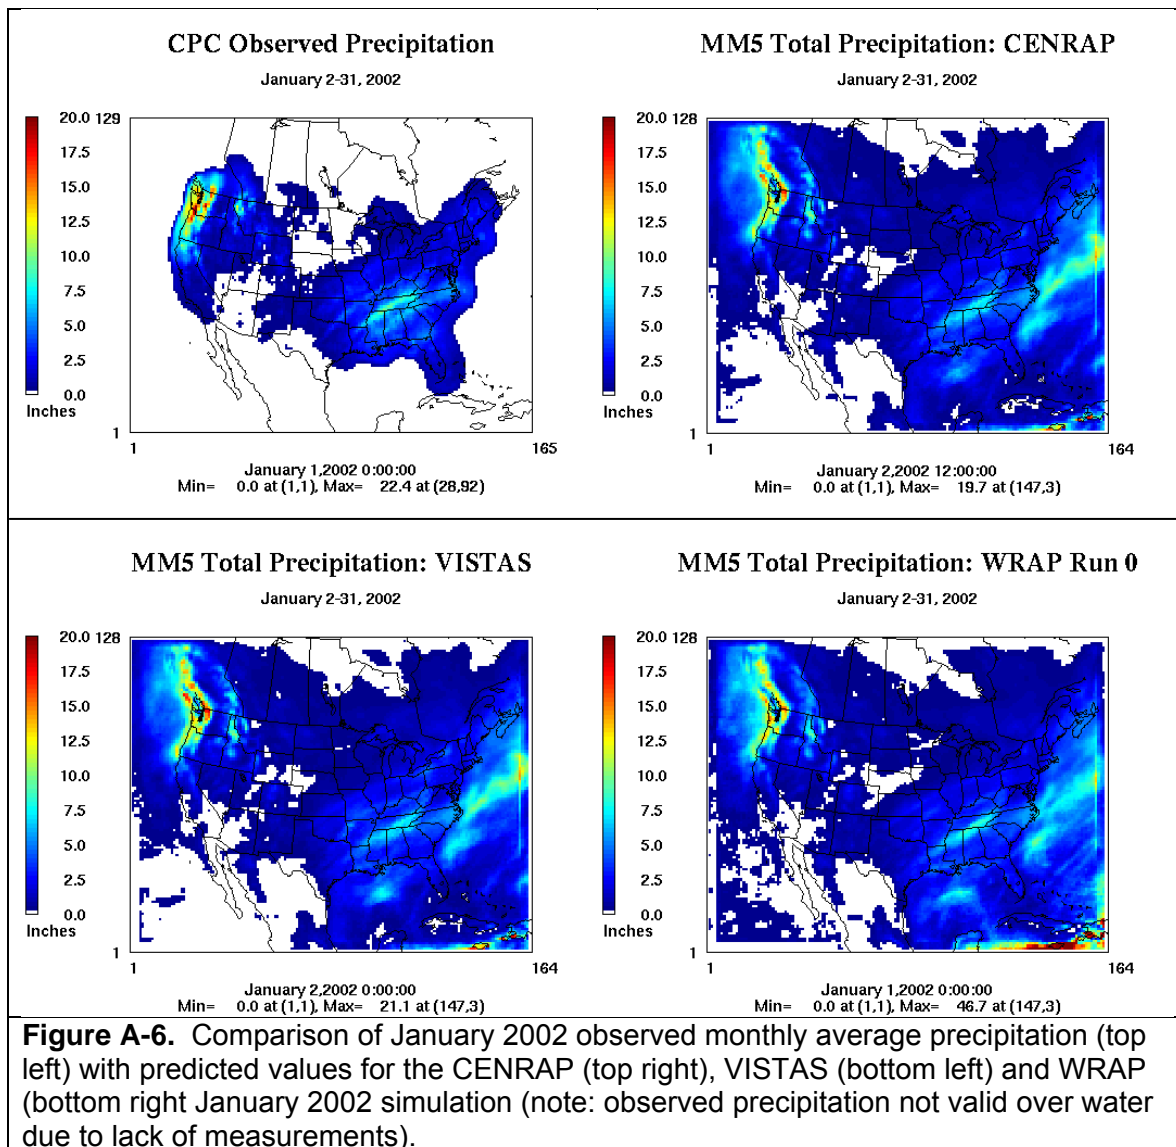 CPC Observed Precipitation
January 2-31, 2002
20.0
17.5
15.0
12.5
10.0
7.5
5.0
2.5
0.0
Inches
129
1
1
165
January 1,2002 0:00:00
Min= 0.0 at (1,1), Max= 22.4 at (28,92)
MM5 Total Precipitation: CENRAP
January 2-31, 2002
20.0
17.5
15.0
12.5
10.0
7.5
5.0
2.5
0.0
Inches
128
1
1
164
January 2,2002 12:00:00
Min= 0.0 at (1,1), Max= 19.7 at (147,3)
MM5 Total Precipitation: VISTAS
January 2-31, 2002
20.0
17.5
15.0
12.5
10.0
7.5
5.0
2.5
0.0
Inches
128
1
1
164
January 2,2002 0:00:00
Min= 0.0 at (1,1), Max= 21.1 at (147,3)
MM5 Total Precipitation: WRAP Run 0
January 2-31, 2002
20.0
17.5
15.0
12.5
10.0
7.5
5.0
2.5
0.0
Inches
128
1
1
164
January 1,2002 0:00:00
Min= 0.0 at (1,1), Max= 46.7 at (147,3)
Figure A-6. Comparison of January 2002 observed monthly average precipitation (top
left) with predicted values for the CENRAP (top right), VISTAS (bottom left) and WRAP
(bottom right January 2002 simulation (note: observed precipitation not valid over water
due to lack of measurements).